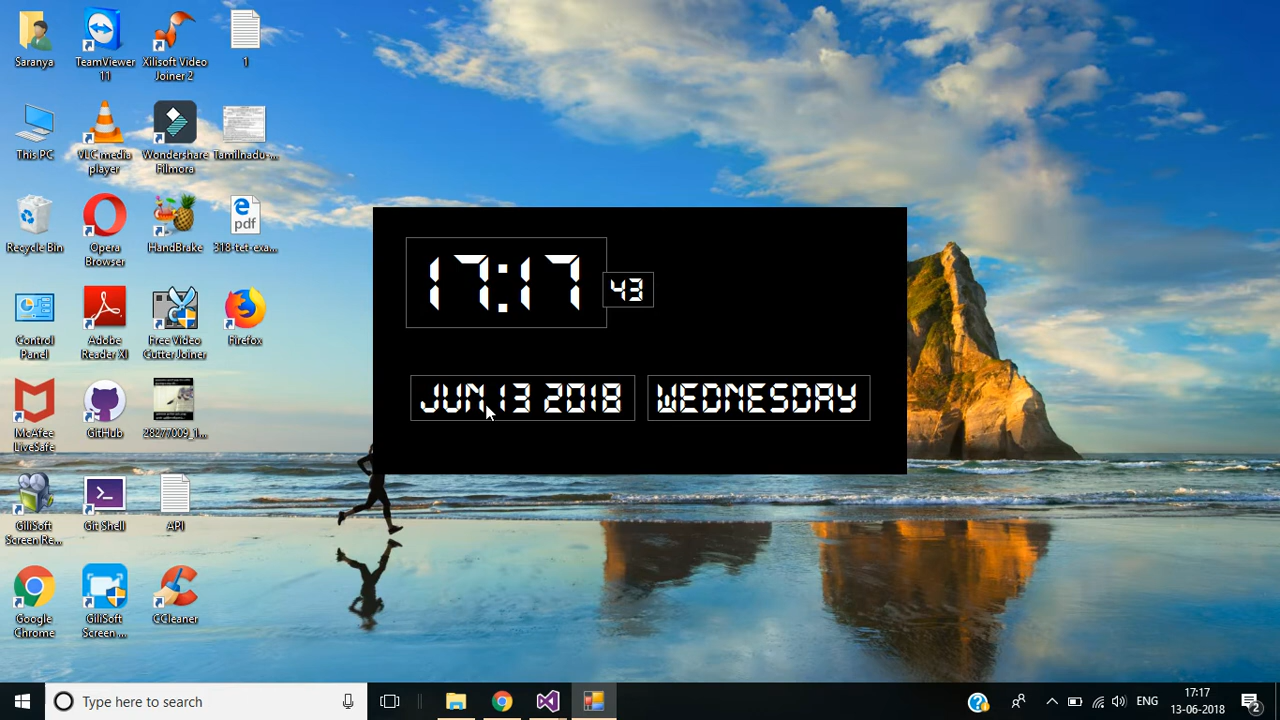 Saranya
TeamViewer
11
Xilisoft Video
Joiner 2
1
This PC
VLC media
player
Wondershare
Filmora
Tamilnadu-...
Recycle Bin
Opera
Browser
HandBrake
pdf
318-tet-exa...
Control
Panel
Adobe
Reader XI
Free Video
Cutter Joiner
Firefox
McAfee
LiveSafe
GitHub
28277009_1...
GiliSoft
Screen Re...
Git Shell
API
Google
Chrome
GiliSoft
Screen ...
CCleaner
17:17
43
JUN.13 2018
WEDNESDAY
Type here to search
ENG
17:17
13-06-2018
2